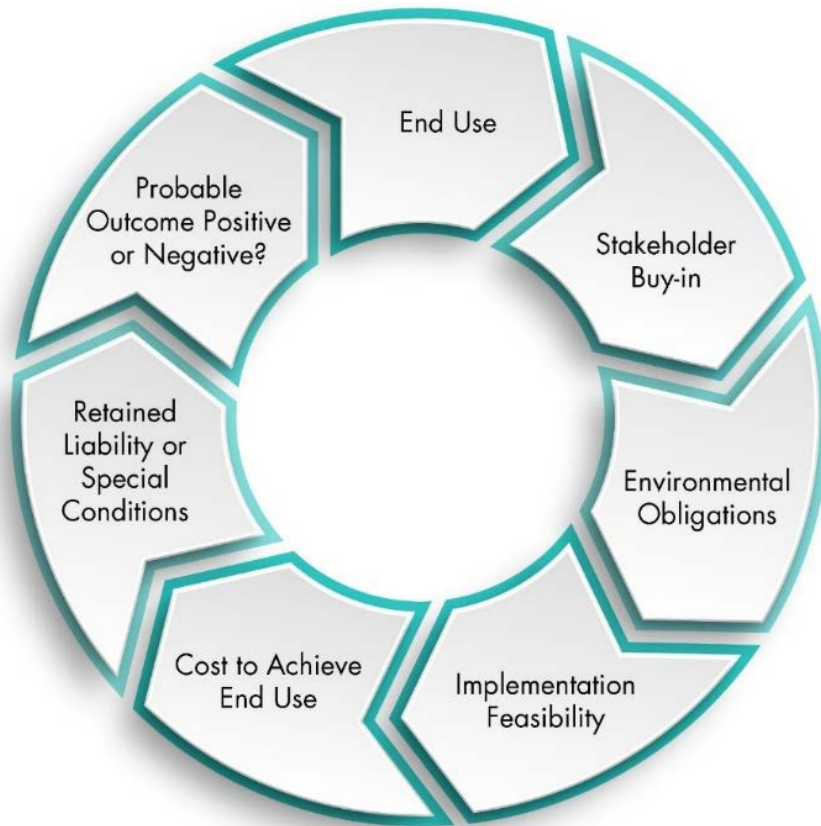 End Use
Stakeholder
Buy-in
Environmental
Obligations
Implementation
Feasibility
Cost to Achieve
End Use
Retained
Liability or
Special
Conditions
Probable
Outcome Positive
or Negative?